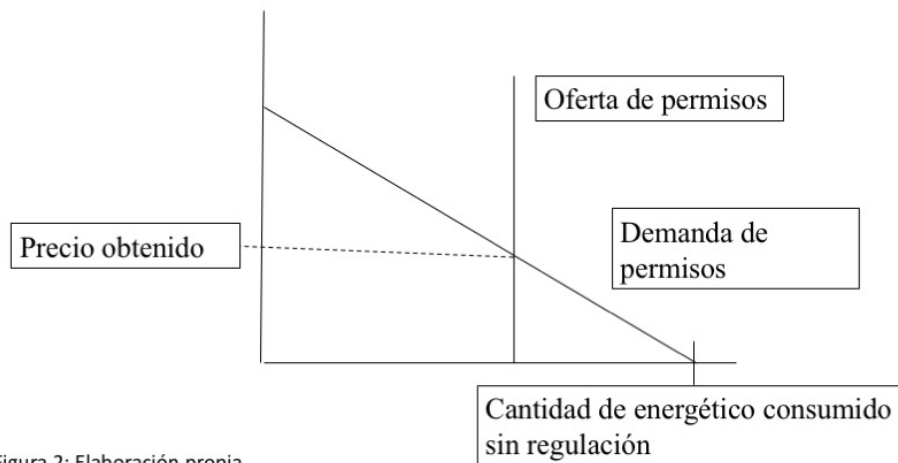 Oferta de permisos
Precio obtenido
Demanda de
permisos
Cantidad de energético consumido
sin regulación
Figura 2: Elaboración propia